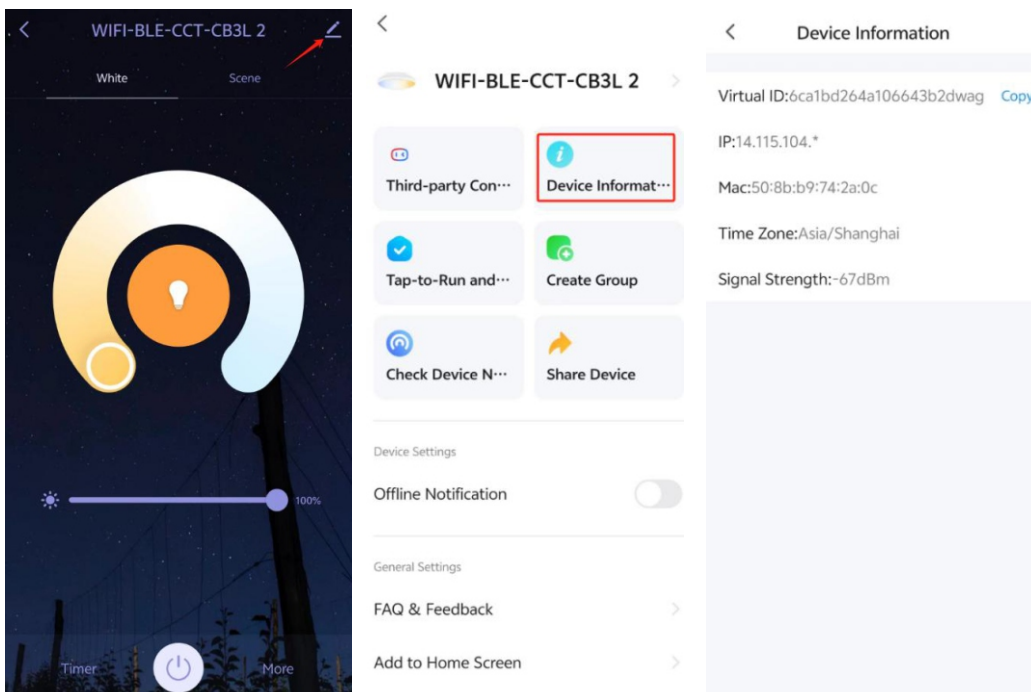 WIFI-BLE-CCT-CB3L 2
White
Scene
100%
Timer
More
WIFI-BLE-CCT-CB3L 2
Third-party Con···
Device Informat···
Tap-to-Run and···
Create Group
Check Device N···
Share Device
Device Settings
Offline Notification
General Settings
FAQ & Feedback
Add to Home Screen
Device Information
Virtual ID:6ca1bd264a106643b2dwag Copy
IP:14.115.104.*
Mac:50:8b:b9:74:2a:0c
Time Zone:Asia/Shanghai
Signal Strength:-67dBm